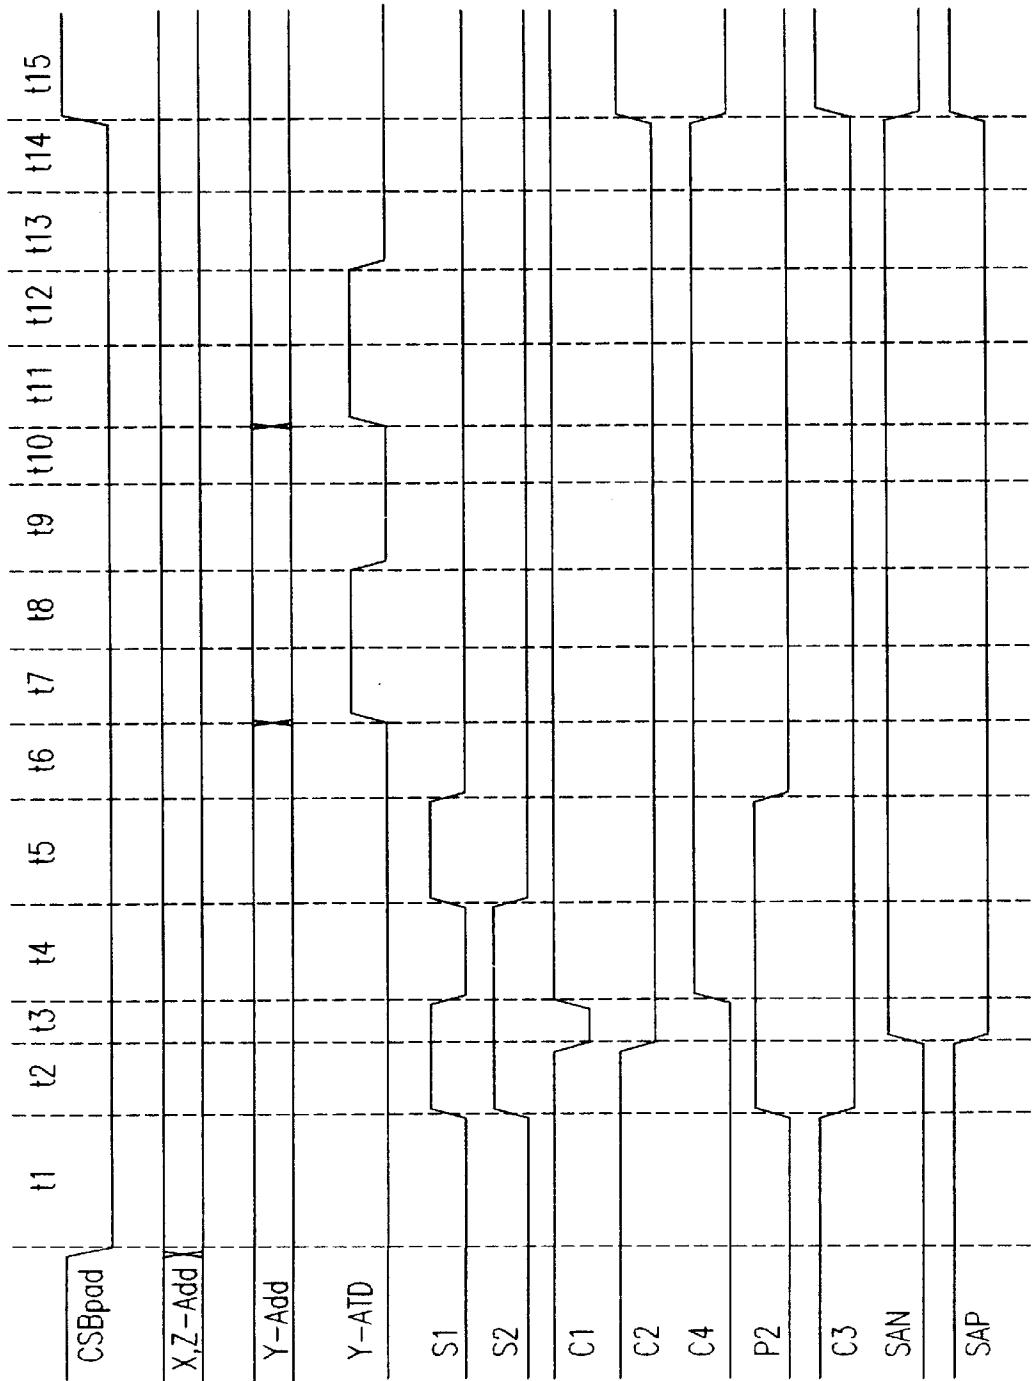 t1 t2 t3 t4 t5 t6 t7 t8 t9 t10 t11 t12 t13 t14 t15
CSBpad
X,Z-Add
Y-Add
Y-ATD
S1
S2
C1
C2
C4
P2
C3
SAN
SAP